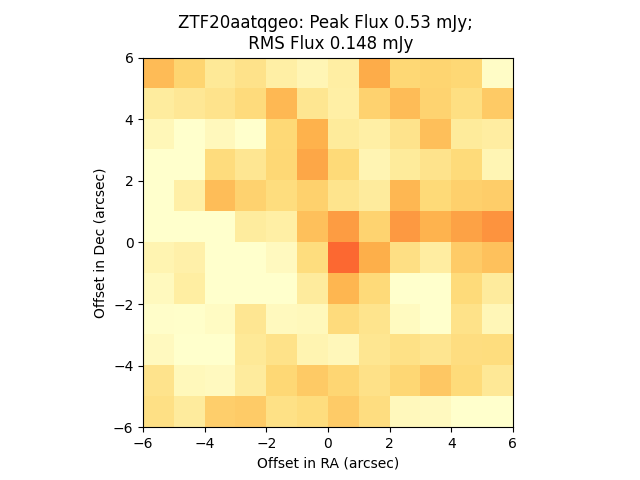 ZTF20aatqgeo: Peak Flux 0.53 mJy;
RMS Flux 0.148 mJy
6
4
2
0
−2
−4
−6
Offset in Dec (arcsec)
−6 −4 −2 0 2 4 6
Offset in RA (arcsec)